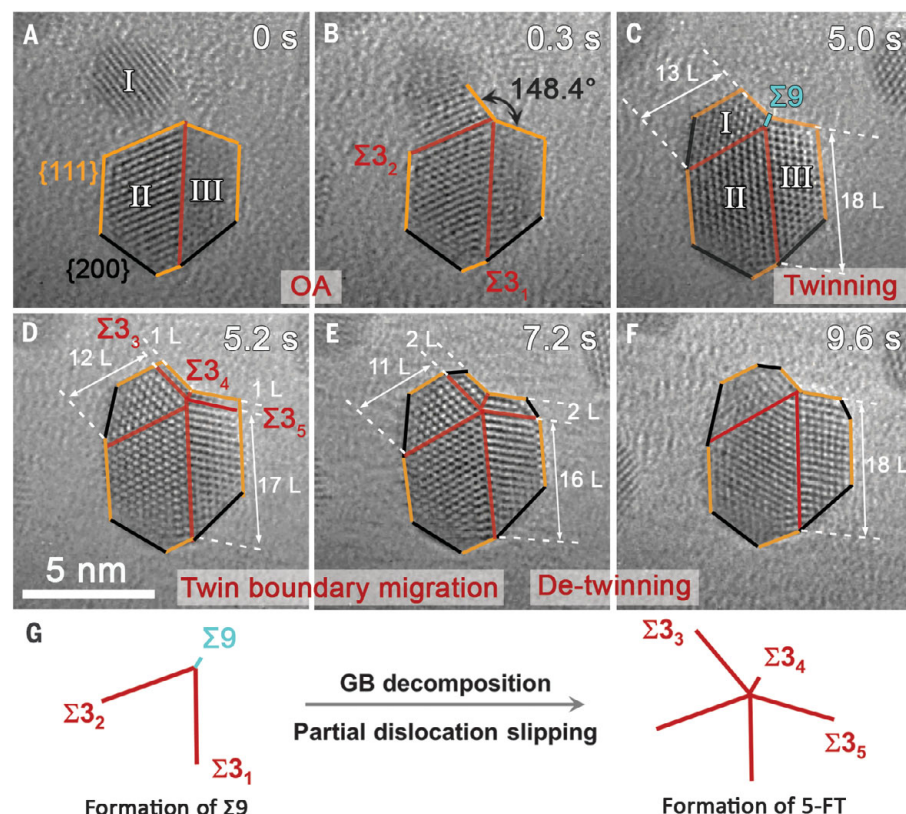 A
0 s
I
{111}
II
III
{200}
OA
B
0.3 s
148.4°
Σ3₂
Σ3₁
C
5.0 s
13 L
Σ9
I
II
III
18 L
Twinning
D
5.2 s
Σ3₃
1 L
12 L
Σ3₄
1 L
Σ3₅
17 L
5 nm
E
7.2 s
2 L
11 L
2 L
16 L
F
9.6 s
18 L
Twin boundary migration
De-twinning
G
Σ9
Σ3₂
Σ3₁
Formation of Σ9
GB decomposition
Partial dislocation slipping
Σ3₃
Σ3₄
Σ3₅
Formation of 5-FT